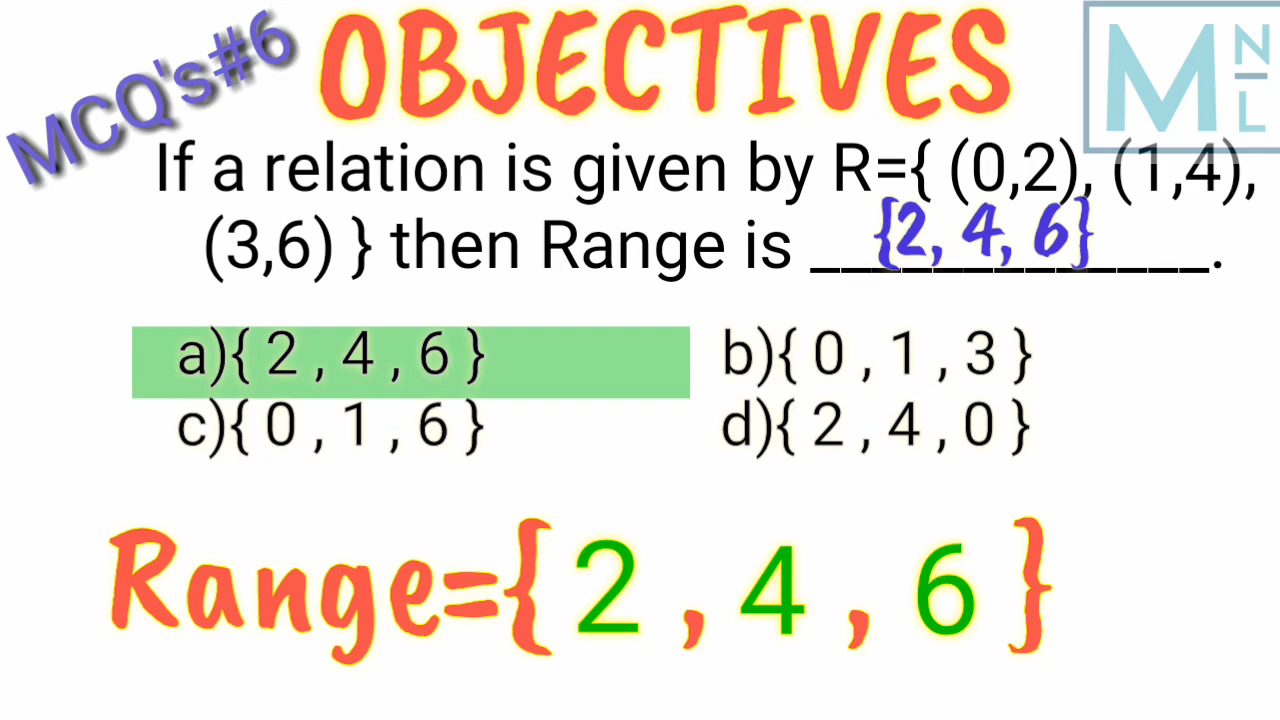 MCQ's#6
OBJECTIVES
M N L
If a relation is given by R={ (0,2), (1,4),
(3,6) } then Range is _____________.
{2, 4, 6}
a){ 2 , 4 , 6 }
b){ 0 , 1 , 3 }
c){ 0 , 1 , 6 }
d){ 2 , 4 , 0 }
Range={ 2 , 4 , 6 }